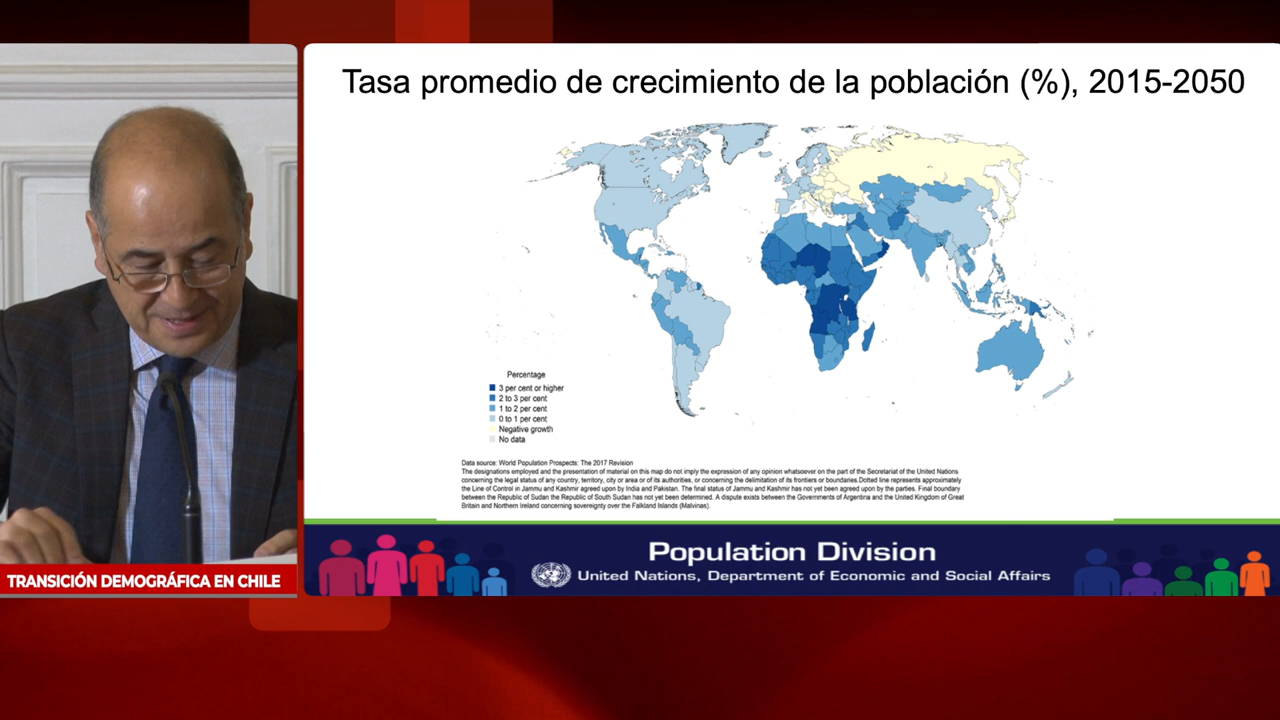 Tasa promedio de crecimiento de la población (%), 2015-2050
Percentage
3 per cent or higher
2 to 3 per cent
1 to 2 per cent
0 to 1 per cent
Negative growth
No data
Data source: World Population Prospects: The 2017 Revision
The designations employed and the presentation of material on this map do not imply the expression of any opinion whatsoever on the part of the Secretariat of the United Nations
concerning the legal status of any country, territory, city or area or of its authorities, or concerning the delimitation of its frontiers or boundaries.Dotted line represents approximately
the Line of Control in Jammu and Kashmir agreed upon by India and Pakistan. The final status of Jammu and Kashmir has not yet been agreed upon by the parties. Final boundary
between the Republic of Sudan the Republic of South Sudan has not yet been determined. A dispute exists between the Governments of Argentina and the United Kingdom of Great
Britain and Northern Ireland concerning sovereignty over the Falkland Islands (Malvinas).
Population Division
United Nations, Department of Economic and Social Affairs
TRANSICIÓN DEMOGRÁFICA EN CHILE